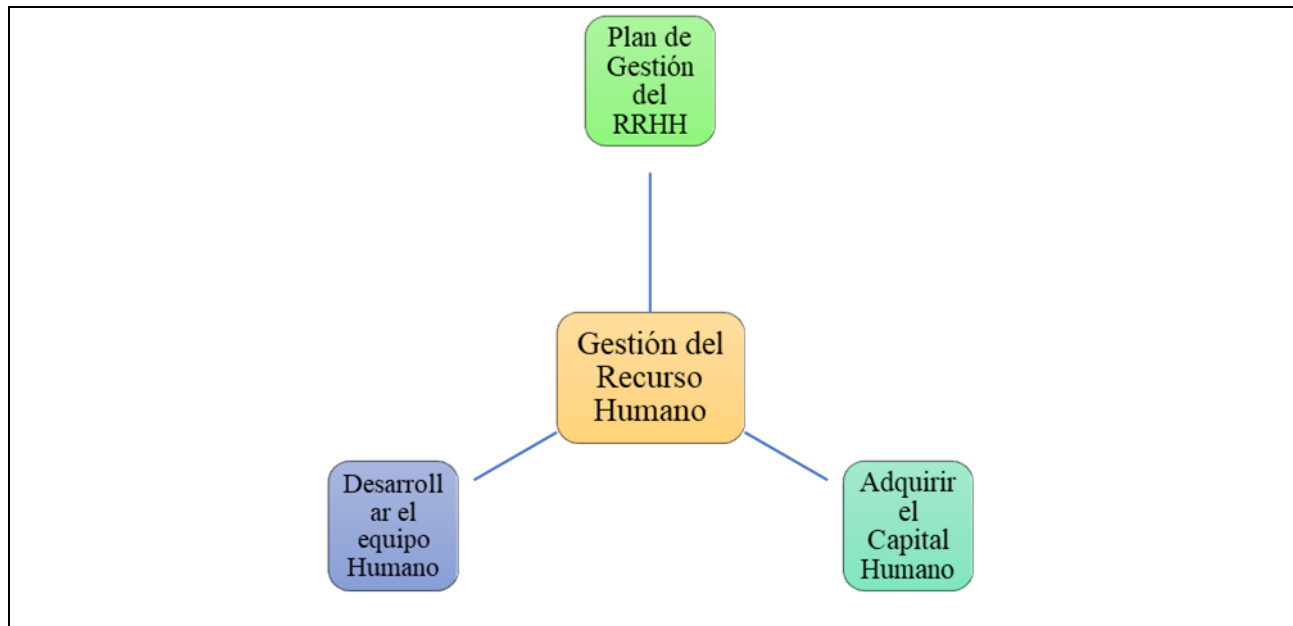 Plan de
Gestión
del
RRHH
Gestión del
Recurso
Humano
Desarroll
ar el
equipo
Humano
Adquirir
el
Capital
Humano